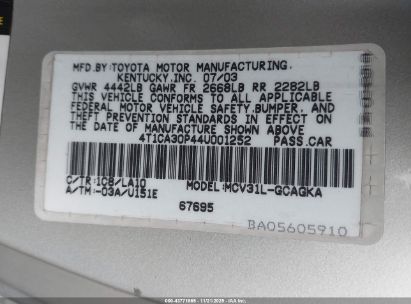 MFD.BY:TOYOTA MOTOR MANUFACTURING.
KENTUCKY.INC. 07/03
GVWR 4442LB GAWR FR 2668LB RR 2282LB
THIS VEHICLE CONFORMS TO ALL APPLICABLE
FEDERAL MOTOR VEHICLE SAFETY,BUMPER, AND
THEFT PREVENTION STANDARDS IN EFFECT ON
THE DATE OF MANUFACTURE SHOWN ABOVE
4T1CA30P44U001252 PASS.CAR
C/TR:1C8/LA10 MODEL:MCV31L-GCAGKA
A/TM:-03A/U151E
67695
BA05605910